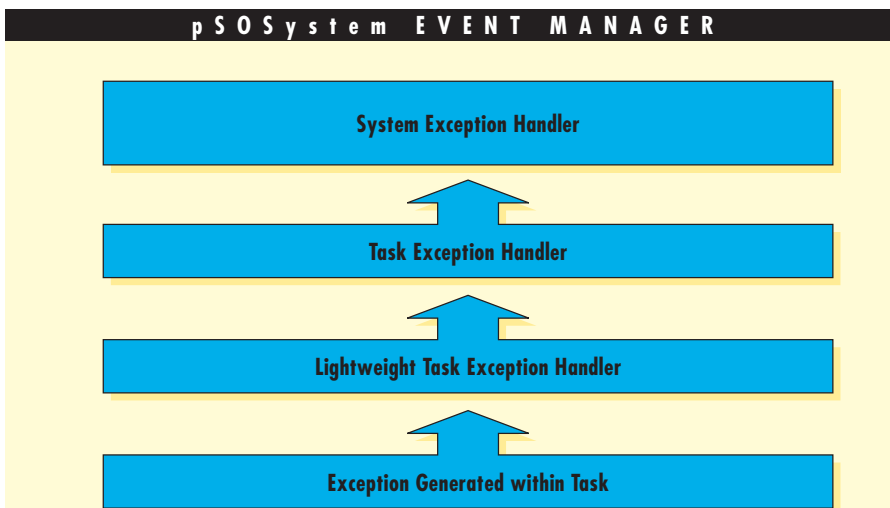 pSOSystem EVENT MANAGER
System Exception Handler
Task Exception Handler
Lightweight Task Exception Handler
Exception Generated within Task